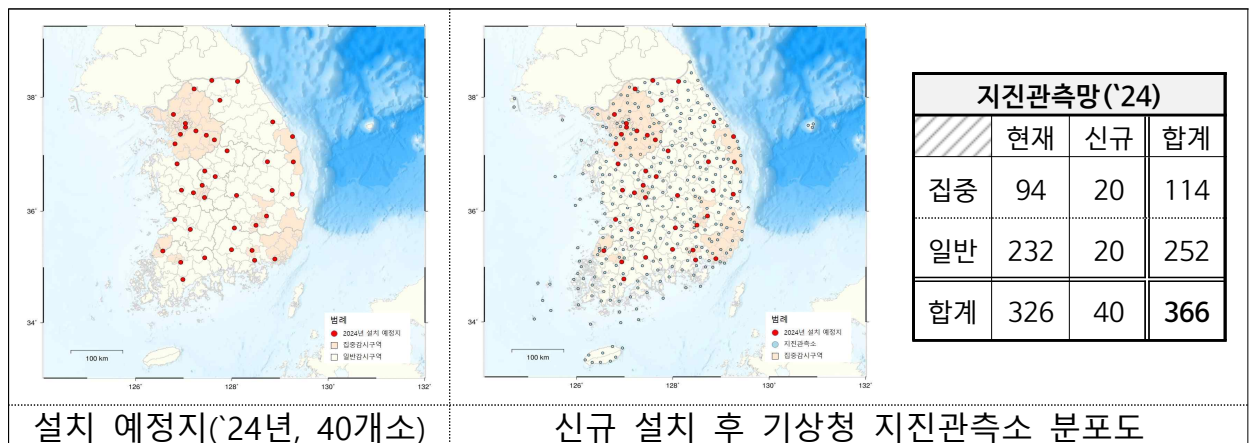 38˚
36˚
34˚
126˚
128˚
130˚
132˚
100 km
범례
2024년 설치 예정지
집중감시구역
일반감시구역
38˚
36˚
34˚
126˚
128˚
130˚
132˚
100 km
범례
2024년 설치 예정지
지진관측소
집중감시구역
지진관측망(`24)
현재 신규 합계
집중 94 20 114
일반 232 20 252
합계 326 40 366
설치 예정지(`24년, 40개소)
신규 설치 후 기상청 지진관측소 분포도